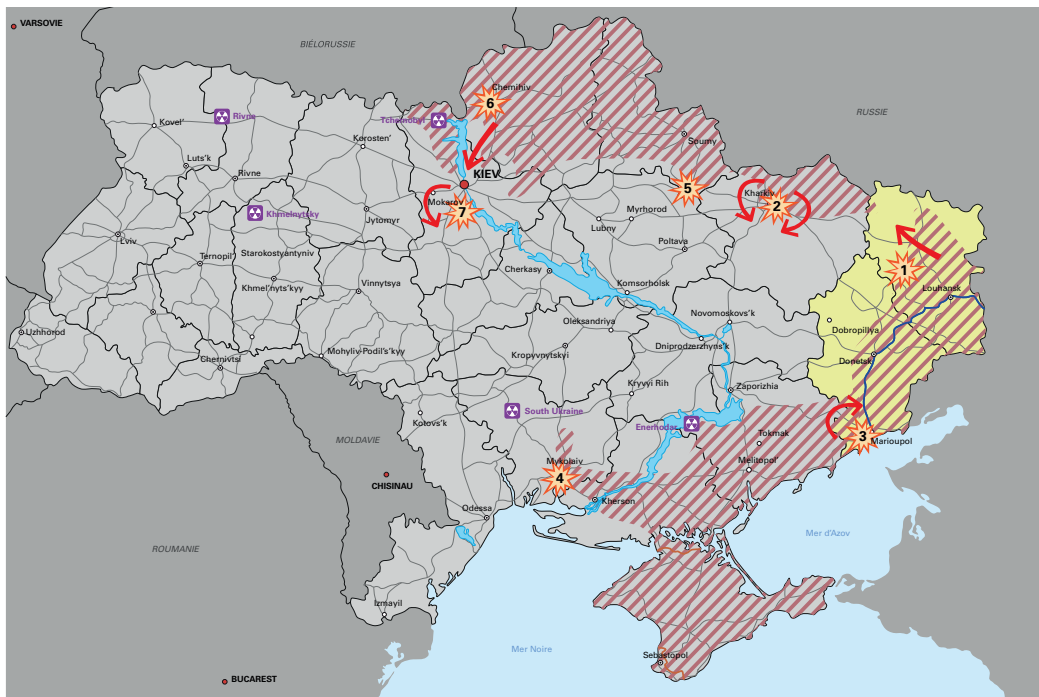 VARSOVIE
BIÉLORUSSIE
RUSSIE
Chernihiv
6
Tchernobyl
Rivne
Kovel'
Korosten'
Soumy
Luts'k
Rivne
KIEV
5
Kharkiv
2
Mokarov
7
Khmelnytsky
Jytomyr
Myrhorod
Lubny
Lviv
Starokostyantyniv
Poltava
Ternopil'
1
Cherkasy
Khmel'nyts'kyy
Vinnytsya
Komsorholsk
Louhansk
Novomoskovs'k
Oleksandriya
Uzhhorod
Dobropillya
Dniprodzerzhyns'k
Mohyliv-Podil's'kyy
Kropyvnytskyi
Chernivtsi
Donetsk
Kryvyi Rih
Zaporizhia
South Ukraine
Kotovs'k
Enerhodar
Tokmak
3
Marioupol
MOLDAVIE
Mykolaiv
Melitopol'
4
CHISINAU
Kherson
Odessa
Mer d'Azov
ROUMANIE
Izmayil
Mer Noire
Sebastopol
BUCAREST